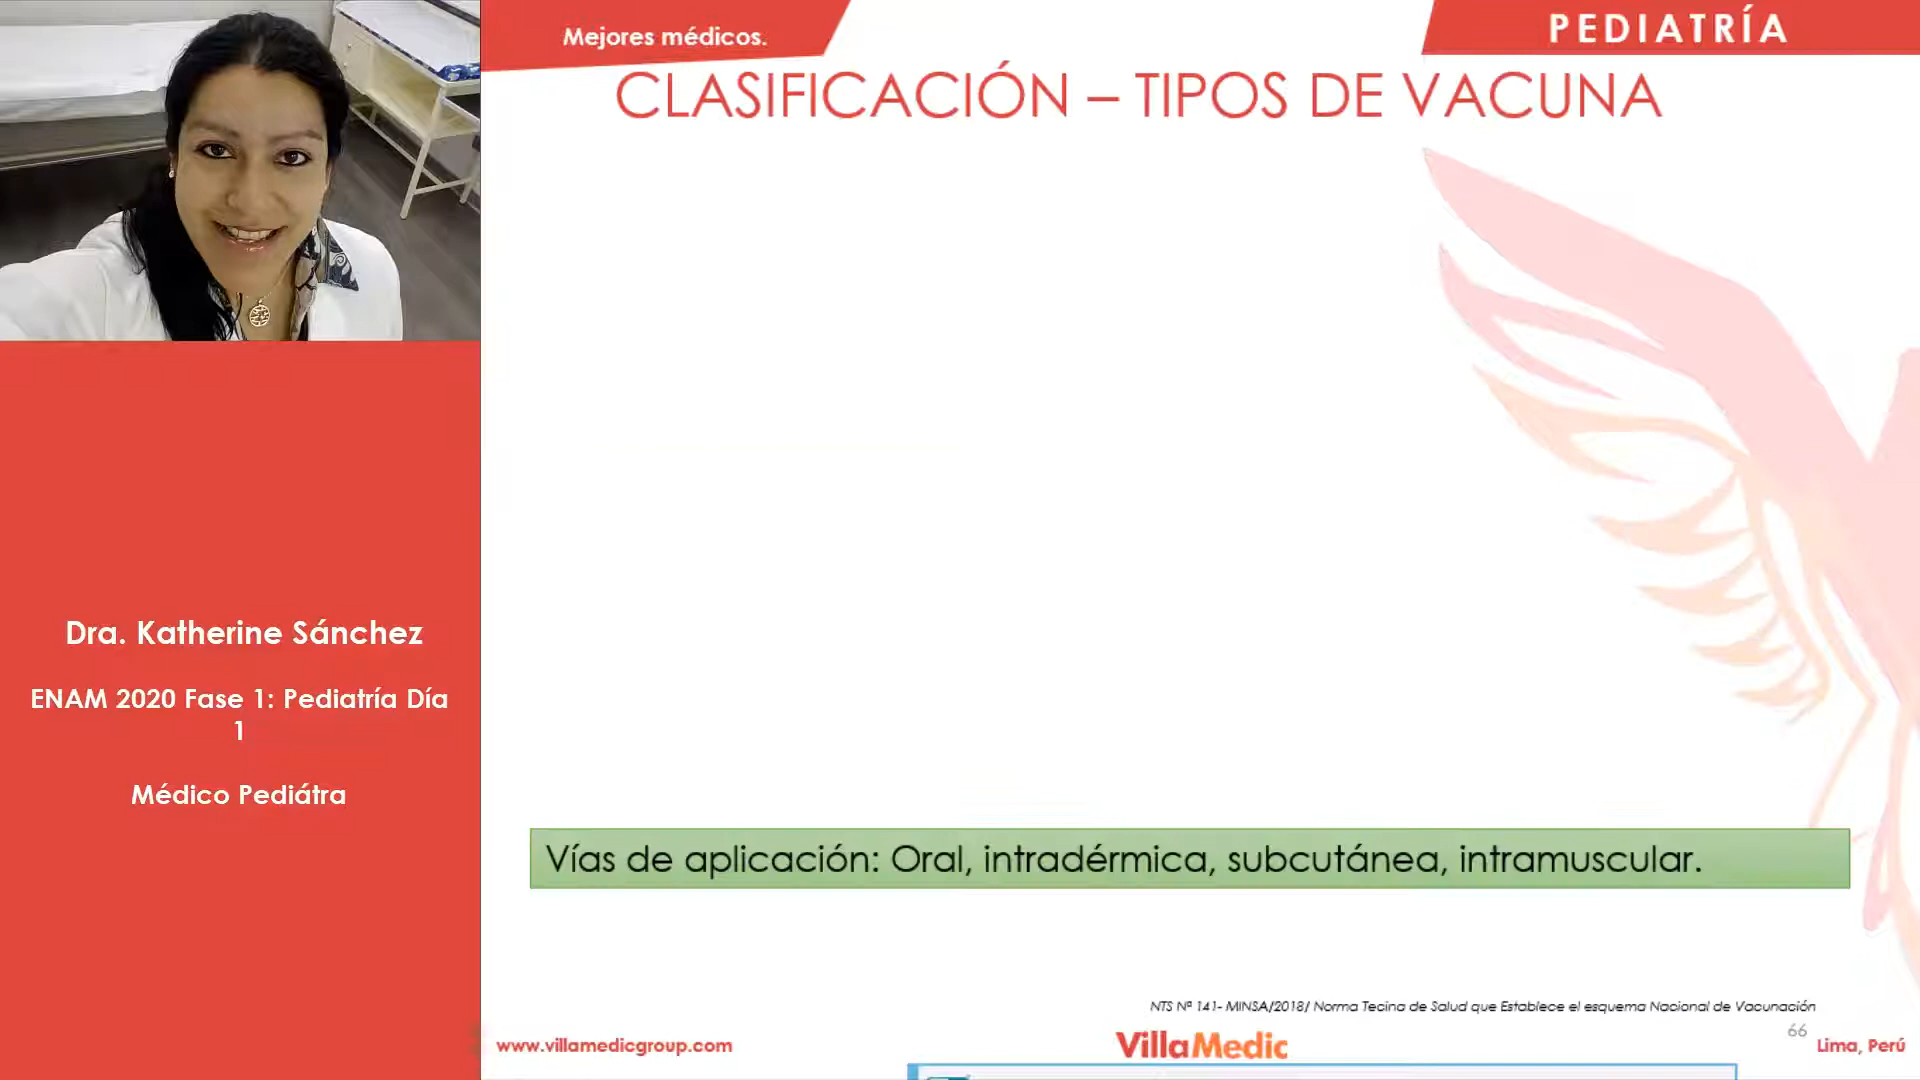 Mejores médicos.
PEDIATRÍA
CLASIFICACIÓN – TIPOS DE VACUNA
Dra. Katherine Sánchez
ENAM 2020 Fase 1: Pediatría Día
1
Médico Pediátra
Vías de aplicación: Oral, intradérmica, subcutánea, intramuscular.
NTS Nº 141- MINSA/2018/ Norma Tecina de Salud que Establece el esquema Nacional de Vacunación
66
www.villamedicgroup.com
VillaMedic
Lima, Perú